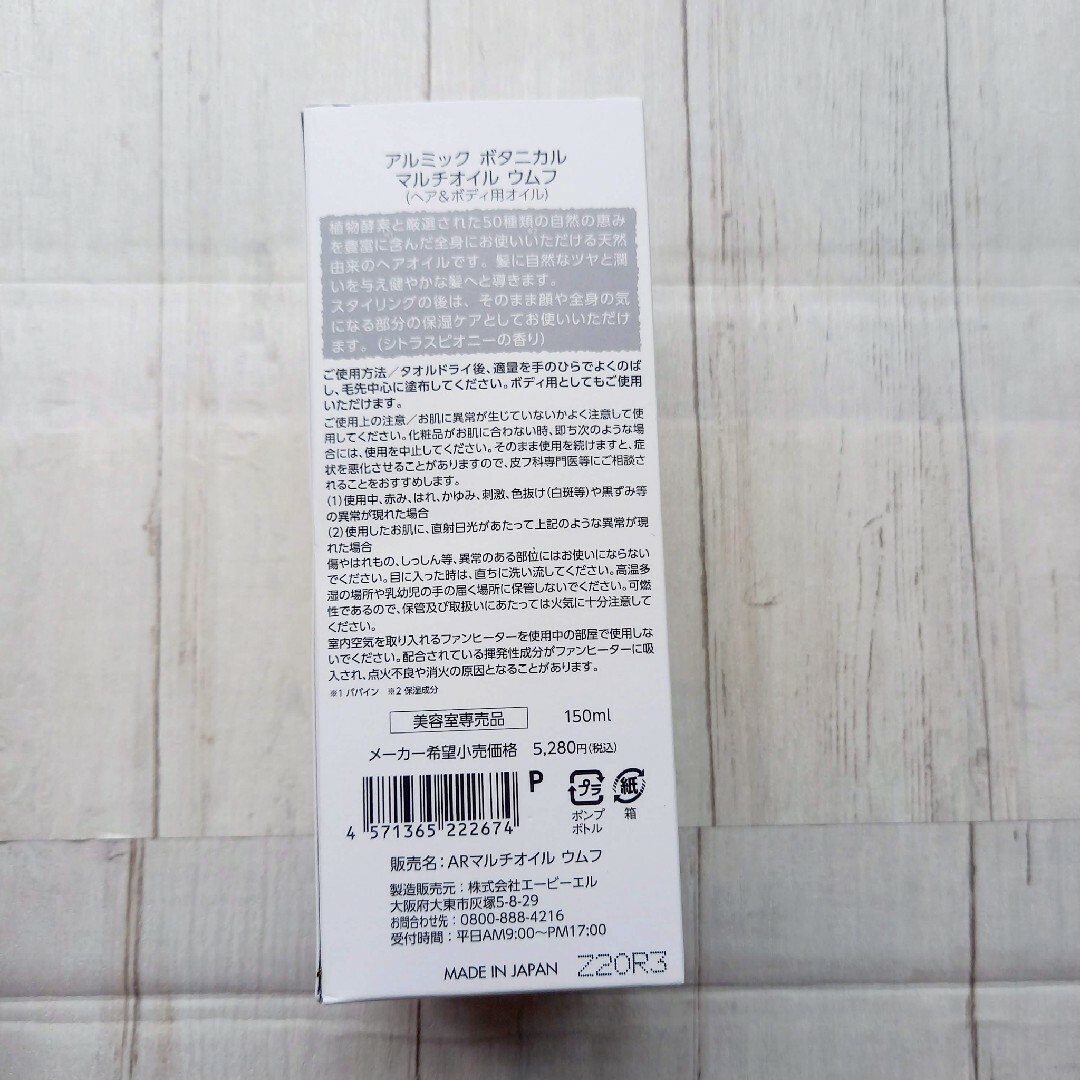 アルミック ボタニカル
マルチオイル ウムフ
(ヘア&ボディ用オイル)
植物酵素と厳選された50種類の自然の恵み
を豊富に含んだ全身にお使いいただける天然
由来のヘアオイルです。髪に自然なツヤと潤
いを与え健やかな髪へと導きます。
スタイリングの後は、そのまま顔や全身の気
になる部分の保湿ケアとしてお使いいただけ
ます。(シトラスピオニーの香り)
ご使用方法/タオルドライ後、適量を手のひらでよくのば
し、毛先中心に塗布してください。ボディ用としてもご使用
いただけます。
ご使用上の注意/お肌に異常が生じていないかよく注意して使
用してください。化粧品がお肌に合わない時、即ち次のような場
合には、使用を中止してください。そのまま使用を続けますと、症
状を悪化させることがありますので、皮フ科専門医等にご相談さ
れることをおすすめします。
(1)使用中、赤み、はれ、かゆみ、刺激、色抜け(白斑等)や黒ずみ等
の異常が現れた場合
(2)使用したお肌に、直射日光があたって上記のような異常が現
れた場合
傷やはれもの、しっしん等、異常のある部位にはお使いにならない
でください。目に入った時は、直ちに洗い流してください。高温多
湿の場所や乳幼児の手の届く場所に保管しないでください。可燃
性であるので、保管及び取扱いにあたっては火気に十分注意して
ください。
室内空気を取り入れるファンヒーターを使用中の部屋で使用しな
いでください。配合されている揮発性成分がファンヒーターに吸
入され、点火不良や消火の原因となることがあります。
※1 パパイン ※2 保湿成分
美容室専売品 150ml
メーカー希望小売価格 5,280円(税込)
P プラ 紙
ポンプ 箱
ボトル
4 571365 222674
販売名:ARマルチオイル ウムフ
製造販売元:株式会社エービーエル
大阪府大東市灰塚5-8-29
お問合わせ先:0800-888-4216
受付時間:平日AM9:00〜PM17:00
MADE IN JAPAN Z20R3